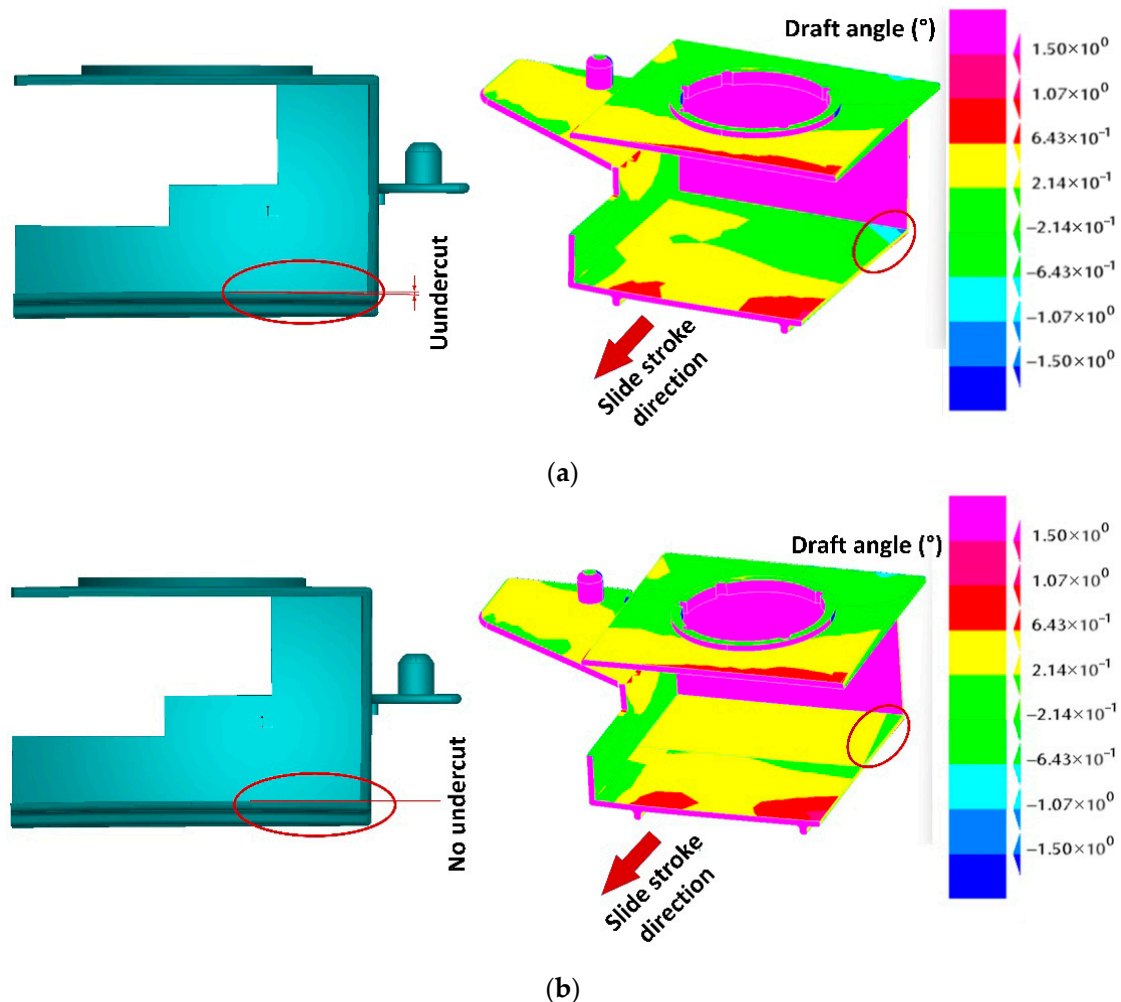 Draft angle (°)
1.50×10⁰
1.07×10⁰
6.43×10⁻¹
2.14×10⁻¹
−2.14×10⁻¹
−6.43×10⁻¹
−1.07×10⁰
−1.50×10⁰
Uundercut
Slide stroke
direction
(a)
Draft angle (°)
1.50×10⁰
1.07×10⁰
6.43×10⁻¹
2.14×10⁻¹
−2.14×10⁻¹
−6.43×10⁻¹
−1.07×10⁰
−1.50×10⁰
No undercut
Slide stroke
direction
(b)